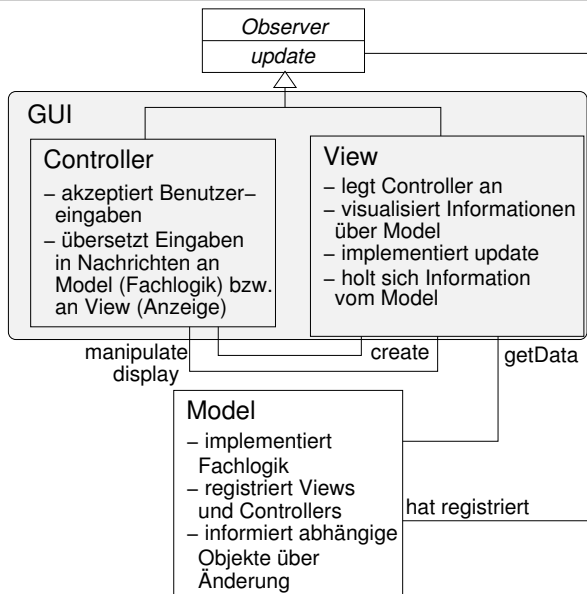 Observer
update
GUI
Controller
– akzeptiert Benutzer–
eingaben
– übersetzt Eingaben
in Nachrichten an
Model (Fachlogik) bzw.
an View (Anzeige)
View
– legt Controller an
– visualisiert Informationen
über Model
– implementiert update
– holt sich Information
vom Model
manipulate
display
create
getData
Model
– implementiert
Fachlogik
– registriert Views
und Controllers
– informiert abhängige
Objekte über
Änderung
hat registriert